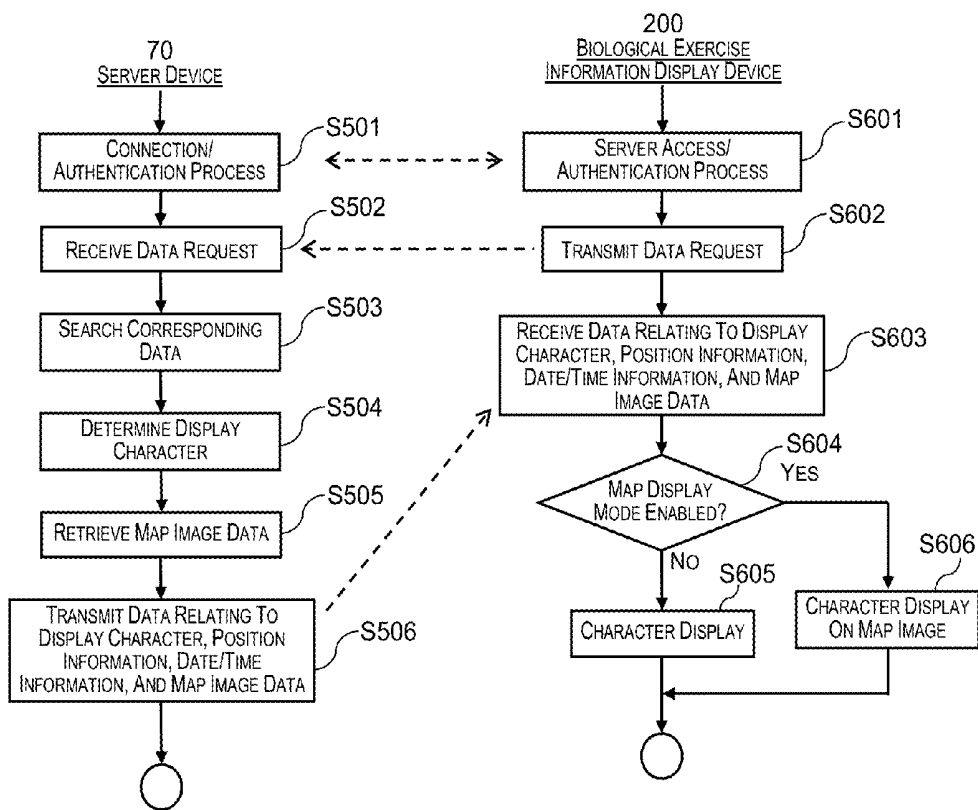 70
SERVER DEVICE
S501
CONNECTION/
AUTHENTICATION PROCESS
S502
RECEIVE DATA REQUEST
S503
SEARCH CORRESPONDING
DATA
S504
DETERMINE DISPLAY
CHARACTER
S505
RETRIEVE MAP IMAGE DATA
S506
TRANSMIT DATA RELATING TO
DISPLAY CHARACTER, POSITION
INFORMATION, DATE/TIME
INFORMATION, AND MAP IMAGE DATA
200
BIOLOGICAL EXERCISE
INFORMATION DISPLAY DEVICE
S601
SERVER ACCESS/
AUTHENTICATION PROCESS
S602
TRANSMIT DATA REQUEST
S603
RECEIVE DATA RELATING TO DISPLAY
CHARACTER, POSITION INFORMATION,
DATE/TIME INFORMATION, AND MAP
IMAGE DATA
S604
YES
MAP DISPLAY
MODE ENABLED?
NO
S605
CHARACTER DISPLAY
S606
CHARACTER DISPLAY
ON MAP IMAGE